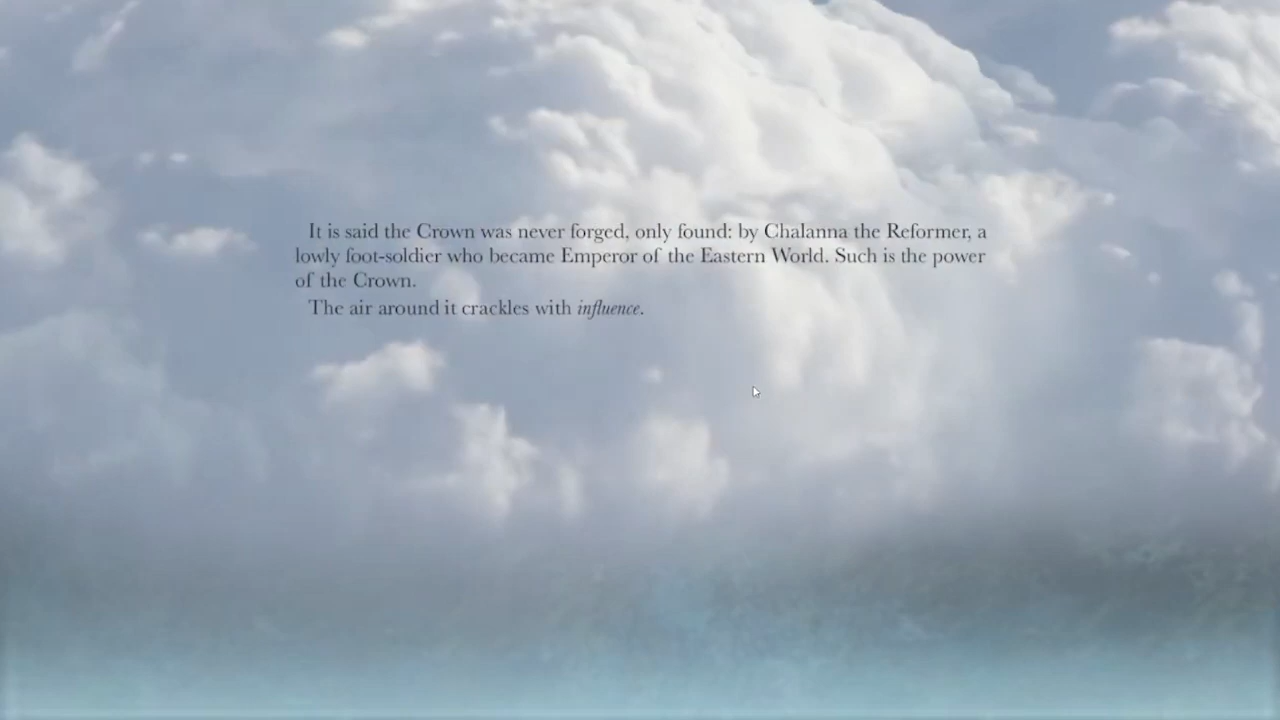 It is said the Crown was never forged, only found: by Chalanna the Reformer, a
lowly foot-soldier who became Emperor of the Eastern World. Such is the power
of the Crown.
The air around it crackles with influence.